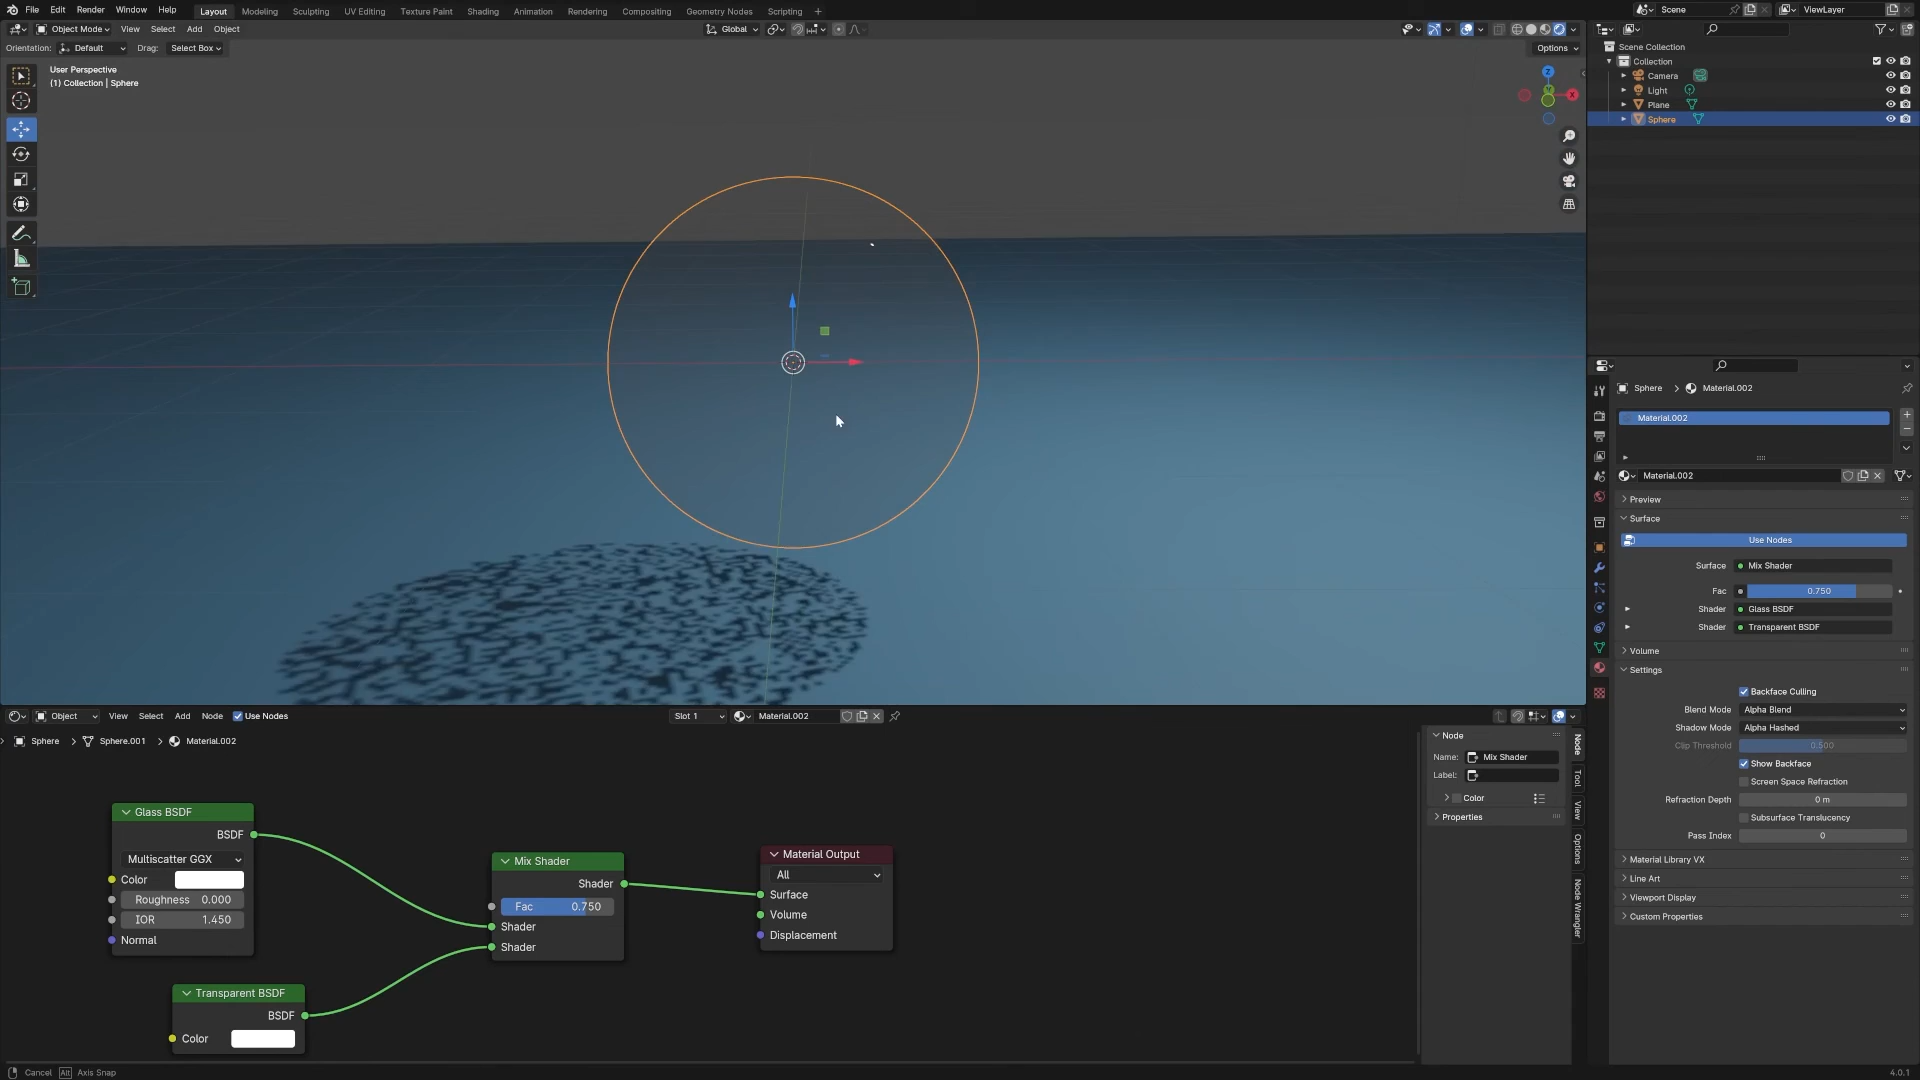 File Edit Render Window Help Layout Modeling Sculpting UV Editing Texture Paint Shading Animation Rendering Compositing Geometry Nodes Scripting + Scene ViewLayer
Object Mode View Select Add Object Global
Orientation: Default Drag: Select Box Options
User Perspective
(1) Collection | Sphere
Z
Y
X
Scene Collection
Collection
Camera
Light
Plane
Sphere
Sphere > Material.002
Material.002
Material.002
Preview
Surface
Use Nodes
Surface Mix Shader
Fac 0.750
Shader Glass BSDF
Shader Transparent BSDF
Volume
Settings
Backface Culling
Blend Mode Alpha Blend
Shadow Mode Alpha Hashed
Clip Threshold 0.500
Show Backface
Screen Space Refraction
Refraction Depth 0 m
Subsurface Translucency
Pass Index 0
Material Library VX
Line Art
Viewport Display
Custom Properties
Object View Select Add Node Use Nodes Slot 1 Material.002
Sphere > Sphere.001 > Material.002
Glass BSDF
BSDF
Multiscatter GGX
Color
Roughness 0.000
IOR 1.450
Normal
Transparent BSDF
BSDF
Color
Mix Shader
Shader
Fac 0.750
Shader
Shader
Material Output
All
Surface
Volume
Displacement
Node
Name: Mix Shader
Label:
Color
Properties
Node
Tool
View
Options
Node Wrangler
Cancel Alt Axis Snap
4.0.1